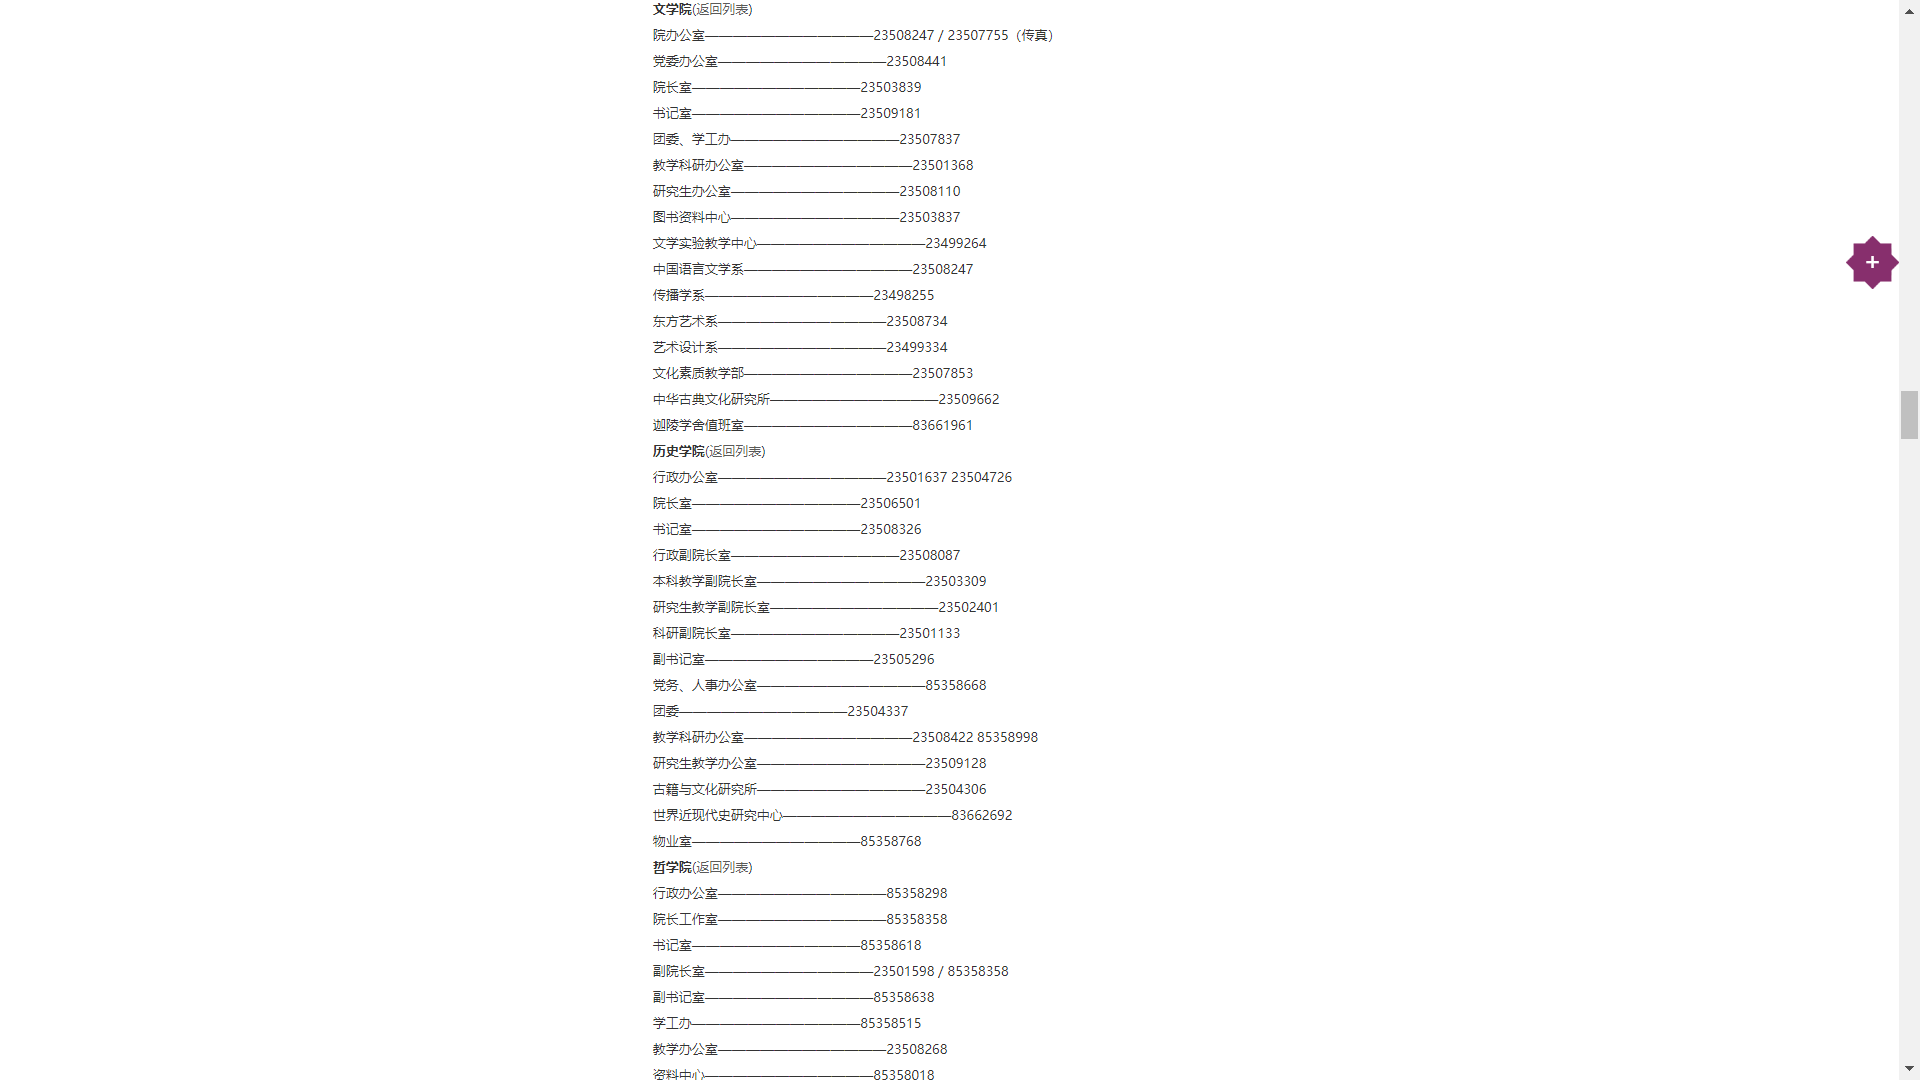 文学院(返回列表)
院办公室————————————23508247 / 23507755（传真）
党委办公室————————————23508441
院长室————————————23503839
书记室————————————23509181
团委、学工办————————————23507837
教学科研办公室————————————23501368
研究生办公室————————————23508110
图书资料中心————————————23503837
文学实验教学中心————————————23499264
中国语言文学系————————————23508247
传播学系————————————23498255
东方艺术系————————————23508734
艺术设计系————————————23499334
文化素质教学部————————————23507853
中华古典文化研究所————————————23509662
迦陵学舍值班室————————————83661961
历史学院(返回列表)
行政办公室————————————23501637 23504726
院长室————————————23506501
书记室————————————23508326
行政副院长室————————————23508087
本科教学副院长室————————————23503309
研究生教学副院长室————————————23502401
科研副院长室————————————23501133
副书记室————————————23505296
党务、人事办公室————————————85358668
团委————————————23504337
教学科研办公室————————————23508422 85358998
研究生教学办公室————————————23509128
古籍与文化研究所————————————23504306
世界近现代史研究中心————————————83662692
物业室————————————85358768
哲学院(返回列表)
行政办公室————————————85358298
院长工作室————————————85358358
书记室————————————85358618
副院长室————————————23501598 / 85358358
副书记室————————————85358638
学工办————————————85358515
教学办公室————————————23508268
资料中心————————————85358018